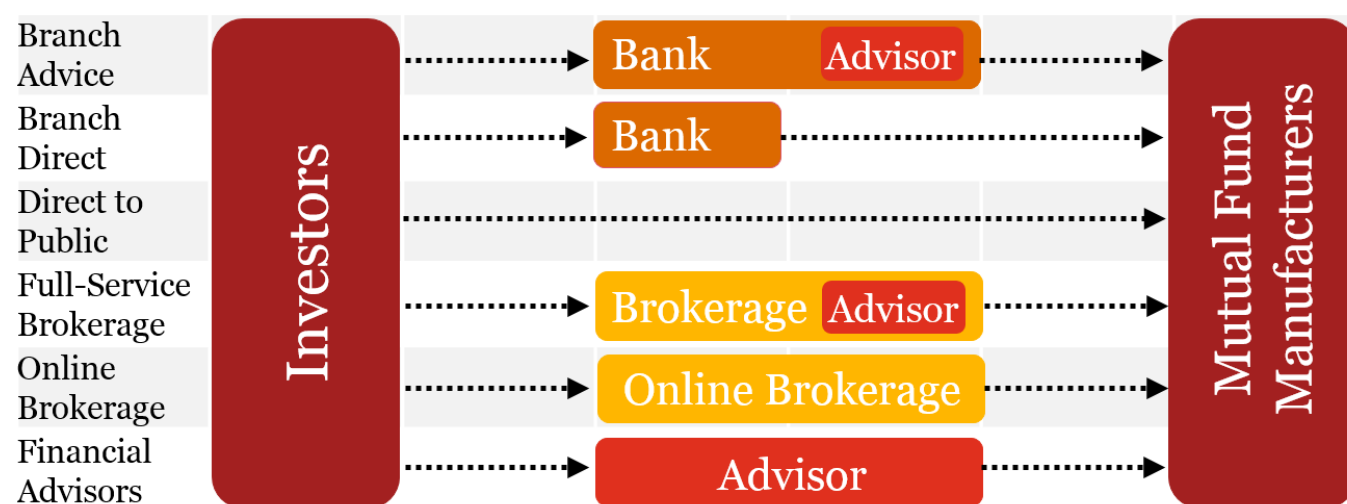 Branch
Advice
Bank
Advisor
Branch
Direct
Bank
Direct to
Public
Full-Service
Brokerage
Brokerage
Advisor
Online
Brokerage
Online Brokerage
Financial
Advisors
Advisor
Investors
Mutual Fund
Manufacturers